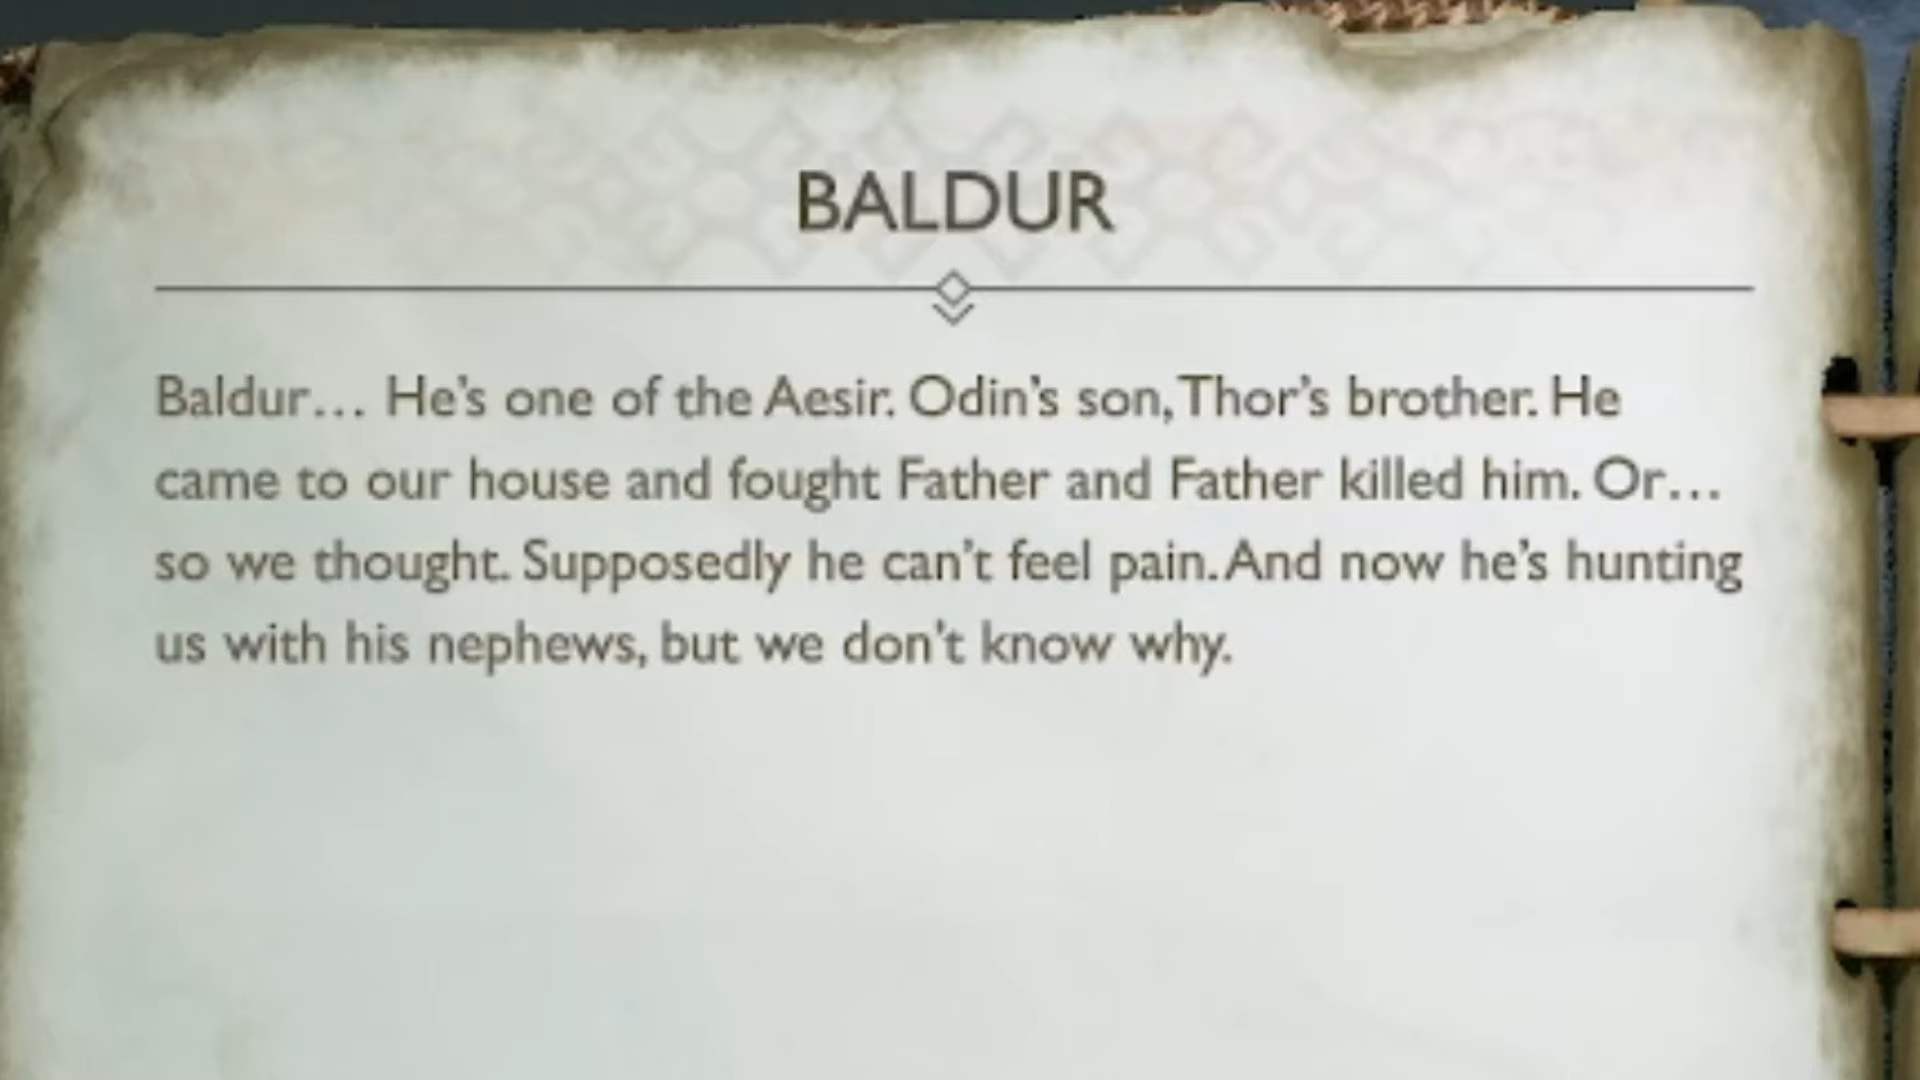 BALDUR
Baldur... He's one of the Aesir. Odin's son, Thor's brother. He
came to our house and fought Father and Father killed him. Or...
so we thought. Supposedly he can't feel pain. And now he's hunting
us with his nephews, but we don't know why.